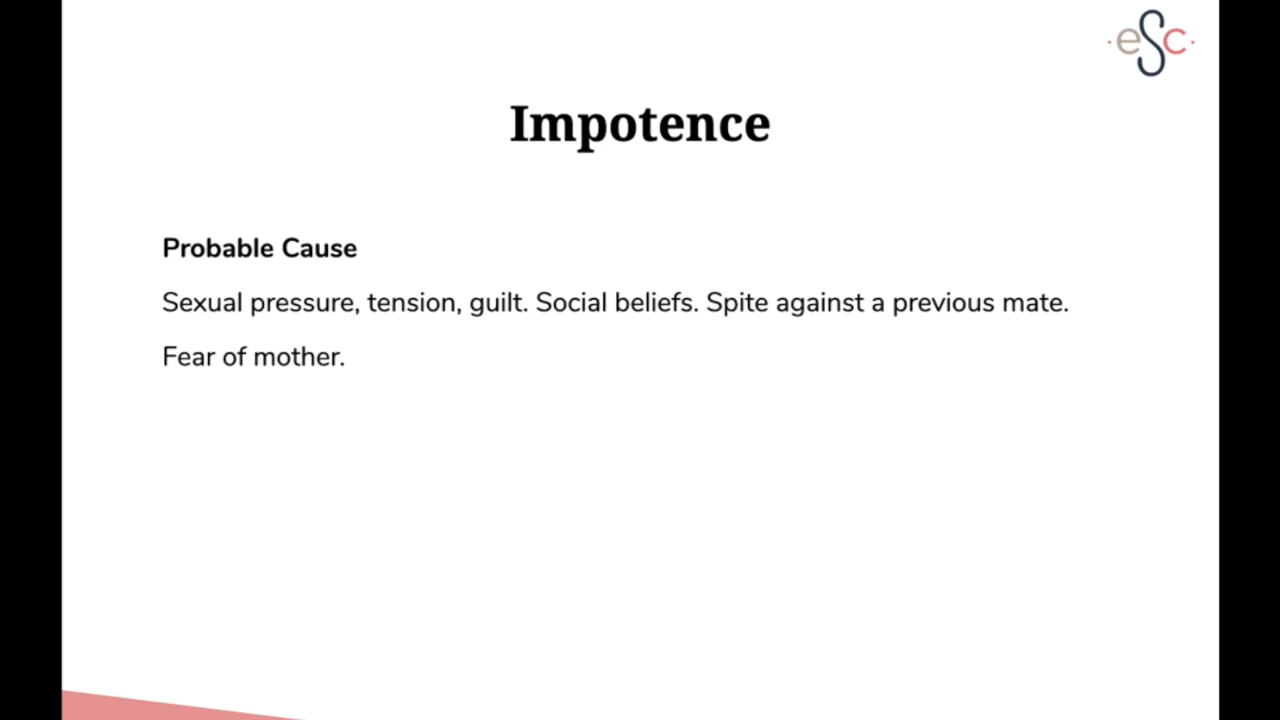 eSc
Impotence
Probable Cause
Sexual pressure, tension, guilt. Social beliefs. Spite against a previous mate.
Fear of mother.